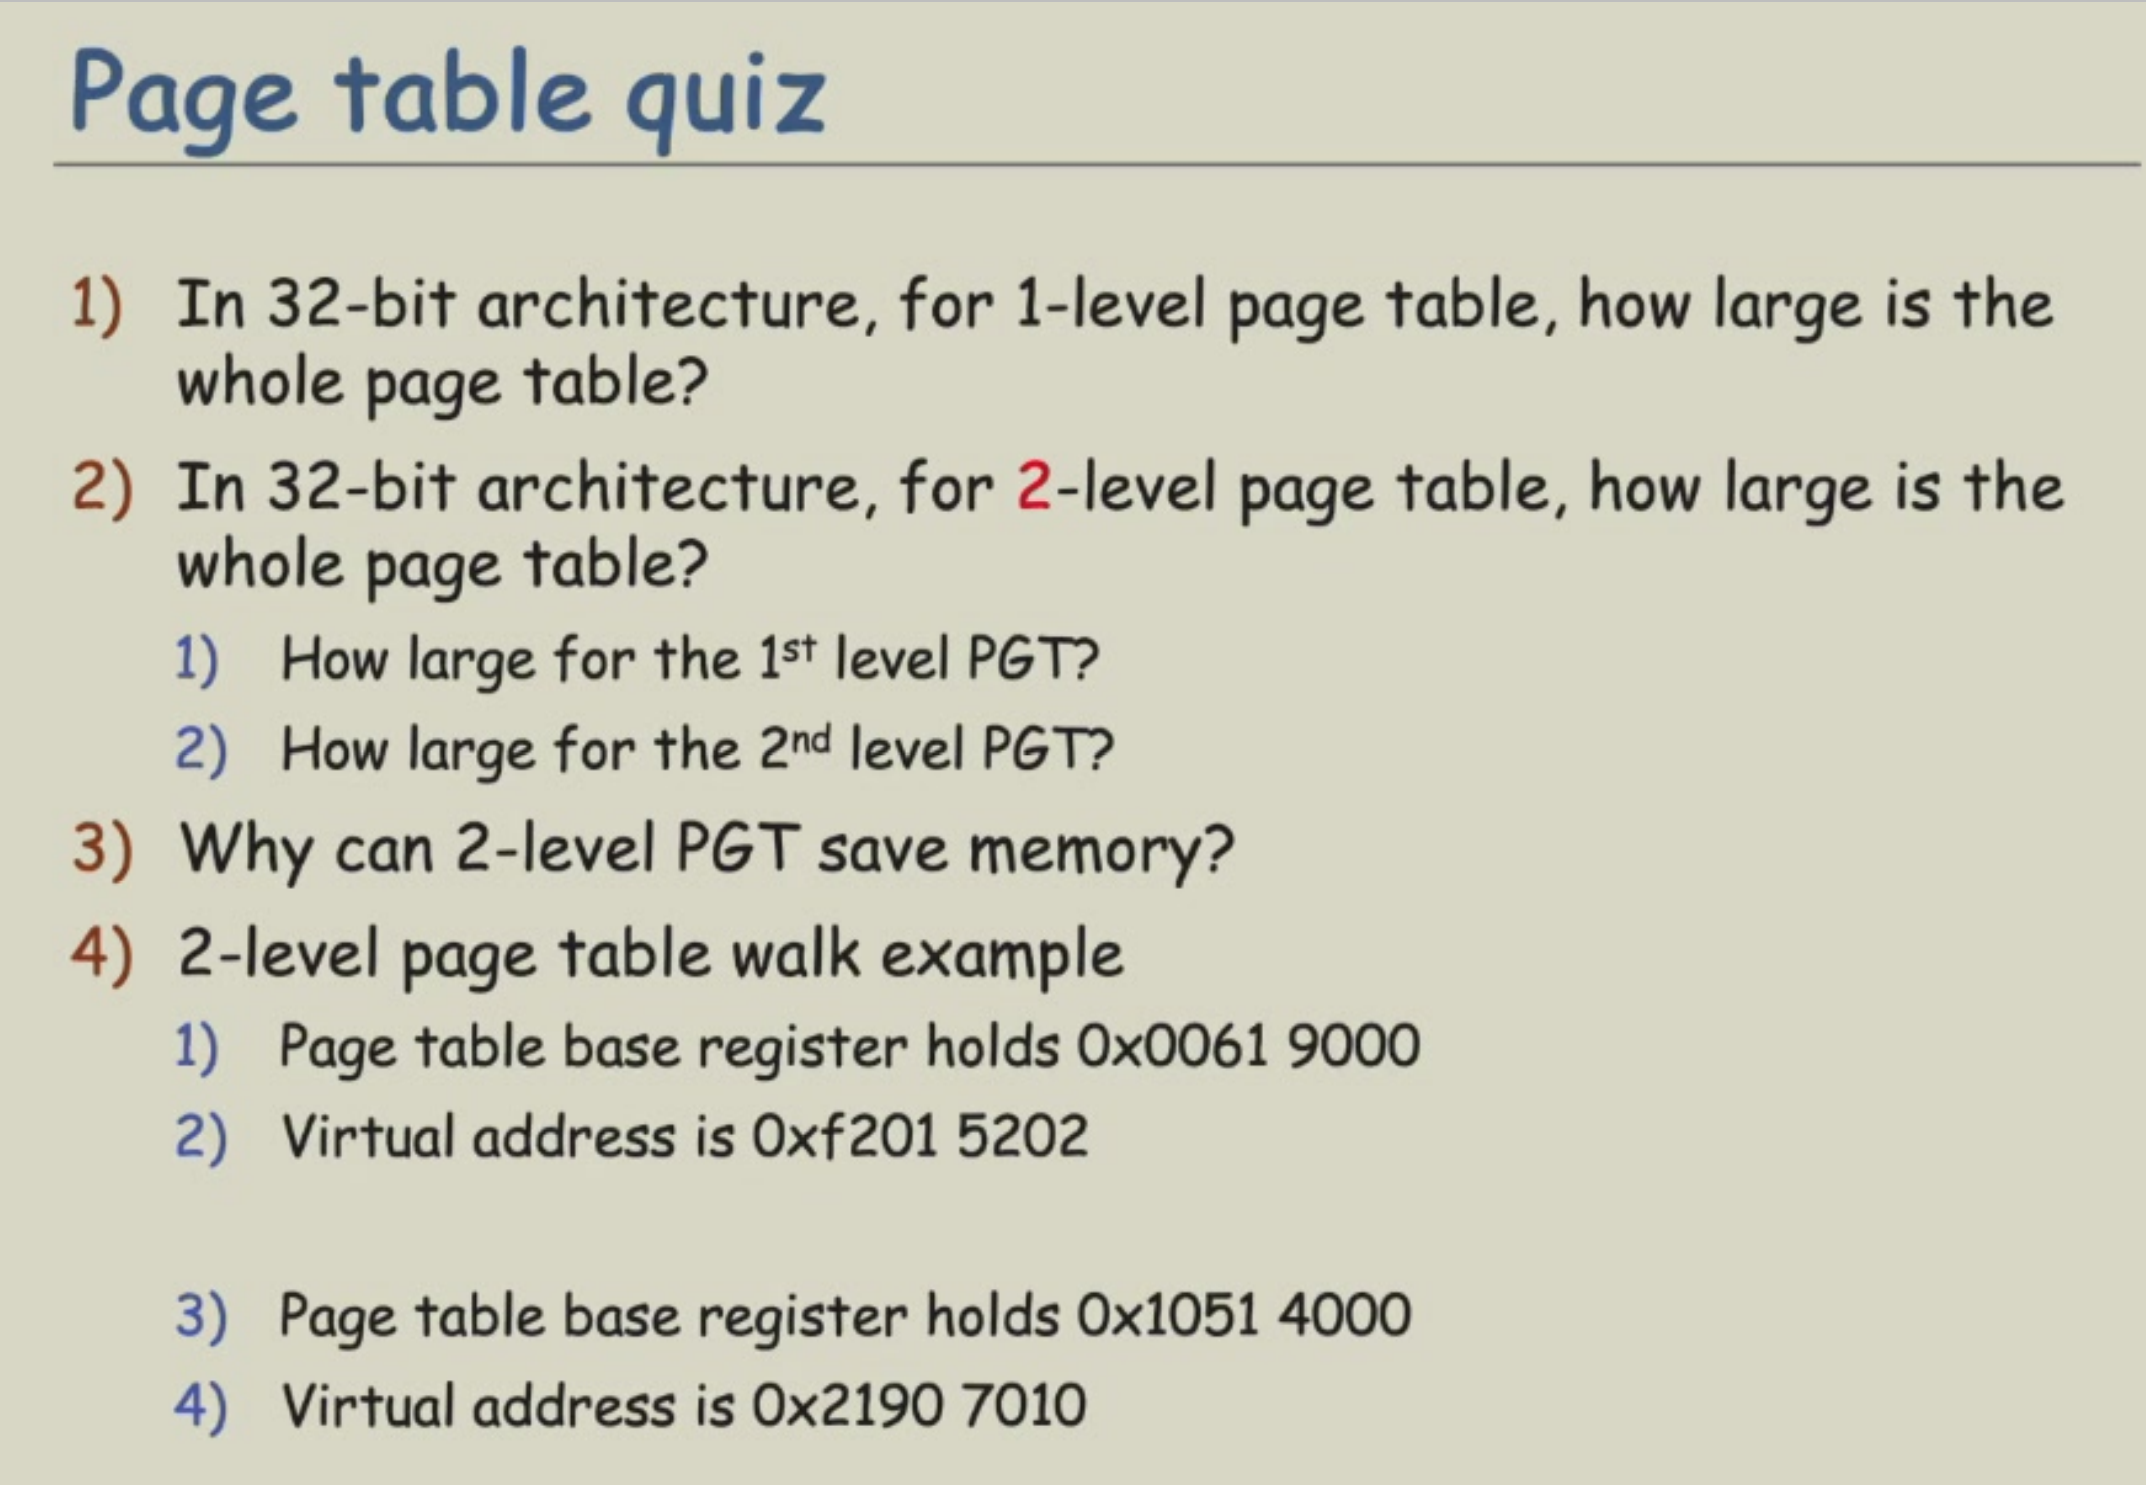 Page table quiz
1) In 32-bit architecture, for 1-level page table, how large is the
whole page table?
2) In 32-bit architecture, for 2-level page table, how large is the
whole page table?
1) How large for the 1st level PGT?
2) How large for the 2nd level PGT?
3) Why can 2-level PGT save memory?
4) 2-level page table walk example
1) Page table base register holds 0x0061 9000
2) Virtual address is 0xf201 5202
3) Page table base register holds 0x1051 4000
4) Virtual address is 0x2190 7010